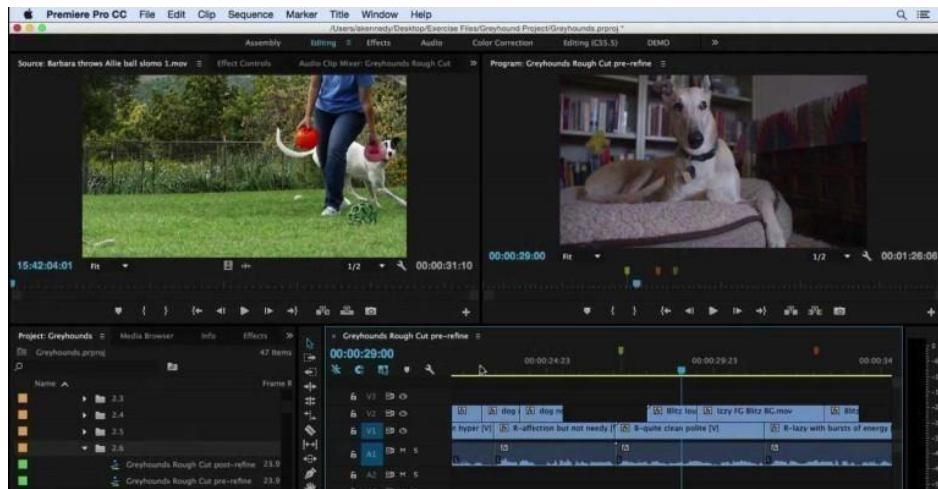 Premiere Pro CC File Edit Clip Sequence Marker Title Window Help
/Users/akennedy/Desktop/Exercise Files/Greyhound Project/Greyhounds.prproj *
Assembly Editing Effects Audio Color Correction Editing (CS5.5) DEMO
Source: Barbara throws Allie ball slomo 1.mov Effect Controls Audio Clip Mixer: Greyhounds Rough Cut
Program: Greyhounds Rough Cut pre-refine
15:42:04:01 Fit 1/2 00:00:31:10
00:00:29:00 Fit 1/2 00:01:26:06
Project: Greyhounds Media Browser Info Effects
Greyhounds.prproj 47 Items
Name Frame R
2.3
2.4
2.5
2.6
Greyhounds Rough Cut post-refine 23.9
Greyhounds Rough Cut pre-refine 23.9
× Greyhounds Rough Cut pre-refine
00:00:29:00
00:00:24:23 00:00:29:23 00:00:34
V3
V2 dog dog ne Blitz lov Izzy FG Blitz BG.mov Blitz
V1 hyper [V] R-affection but not needy [ R-quite clean polite [V] R-lazy with bursts of energy
A1 M S
A2 M S